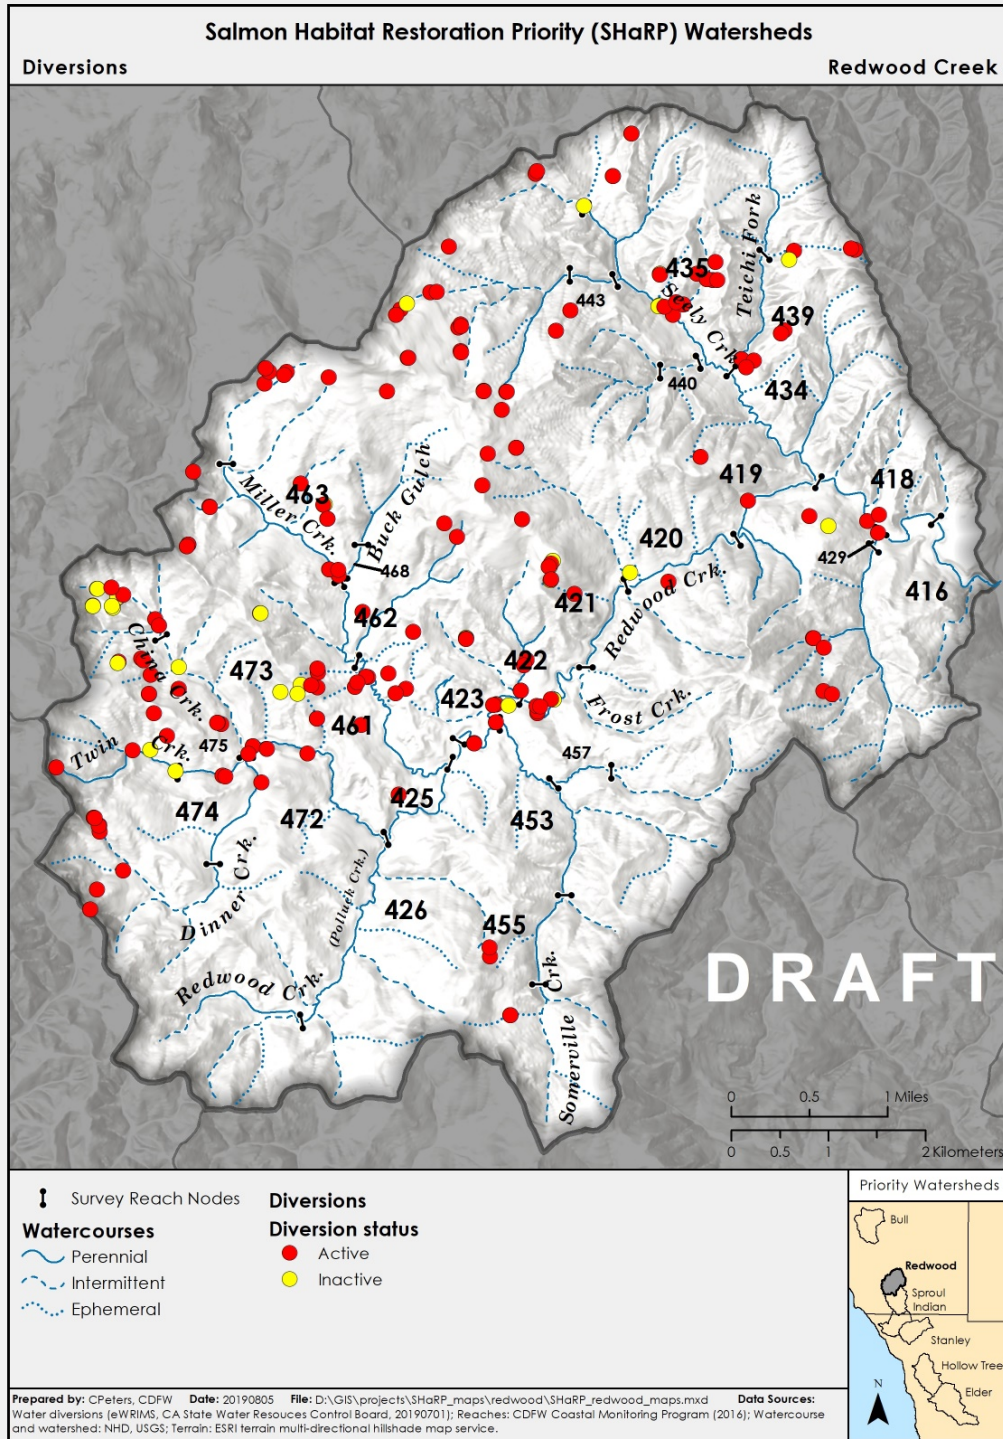 Salmon Habitat Restoration Priority (SHaRP) Watersheds
Diversions
Redwood Creek
Teichi Fork
435
443
Seely Crk.
439
440
434
419
418
463
Miller Crk.
Buck Gulch
468
420
429
416
421
Redwood Crk.
462
China Crk.
473
422
423
Frost Crk.
461
Twin Crk.
475
457
474
472
425
453
Dinner Crk.
(Polluck Crk.)
426
455
Redwood Crk.
Somerville Crk.
DRAFT
0 0.5 1 Miles
0 0.5 1 2 Kilometers
Survey Reach Nodes
Watercourses
Perennial
Intermittent
Ephemeral
Diversions
Diversion status
Active
Inactive
Priority Watersheds
Bull
Redwood
Sproul
Indian
Stanley
Hollow Tree
Elder
N
Prepared by: CPeters, CDFW Date: 20190805 File: D:\GIS\projects\SHaRP_maps\redwood\SHaRP_redwood_maps.mxd Data Sources:
Water diversions (eWRIMS, CA State Water Resouces Control Board, 20190701); Reaches: CDFW Coastal Monitoring Program (2016); Watercourse
and watershed: NHD, USGS; Terrain: ESRI terrain multi-directional hillshade map service.